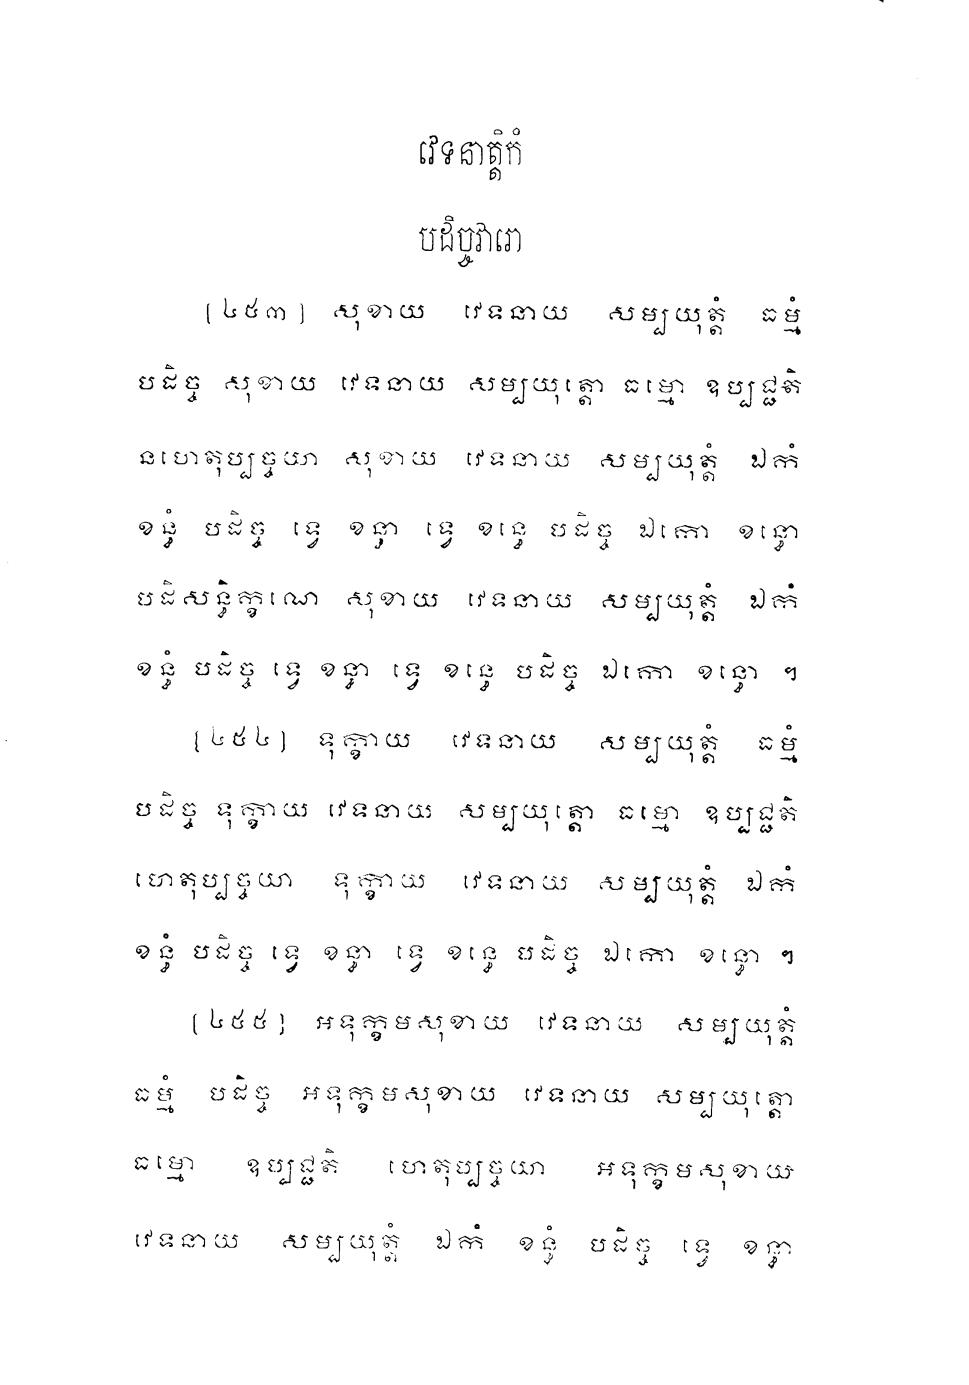 វេទនាត្តិកំ
បដិច្ចវារោ
[៤៥៣] សុខាយ វេទនាយ សម្បយុត្តំ ធម្មំ
បដិច្ច សុខាយ វេទនាយ សម្បយុត្តោ ធម្មោ ឧប្បជ្ជតិ
នហេតុប្បច្ចយា សុខាយ វេទនាយ សម្បយុត្តំ ឯកំ
ខន្ធំ បដិច្ច ទ្វេ ខន្ធា ទ្វេ ខន្ធេ បដិច្ច ឯកោ ខន្ធោ
បដិសន្ធិក្ខណេ សុខាយ វេទនាយ សម្បយុត្តំ ឯកំ
ខន្ធំ បដិច្ច ទ្វេ ខន្ធា ទ្វេ ខន្ធេ បដិច្ច ឯកោ ខន្ធោ ។
[៤៥៤] ទុក្ខាយ វេទនាយ សម្បយុត្តំ ធម្មំ
បដិច្ច ទុក្ខាយ វេទនាយ សម្បយុត្តោ ធម្មោ ឧប្បជ្ជតិ
ហេតុប្បច្ចយា ទុក្ខាយ វេទនាយ សម្បយុត្តំ ឯកំ
ខន្ធំ បដិច្ច ទ្វេ ខន្ធា ទ្វេ ខន្ធេ បដិច្ច ឯកោ ខន្ធោ ។
[៤៥៥] អទុក្ខមសុខាយ វេទនាយ សម្បយុត្តំ
ធម្មំ បដិច្ច អទុក្ខមសុខាយ វេទនាយ សម្បយុត្តោ
ធម្មោ ឧប្បជ្ជតិ ហេតុប្បច្ចយា អទុក្ខមសុខាយ
វេទនាយ សម្បយុត្តំ ឯកំ ខន្ធំ បដិច្ច ទ្វេ ខន្ធា